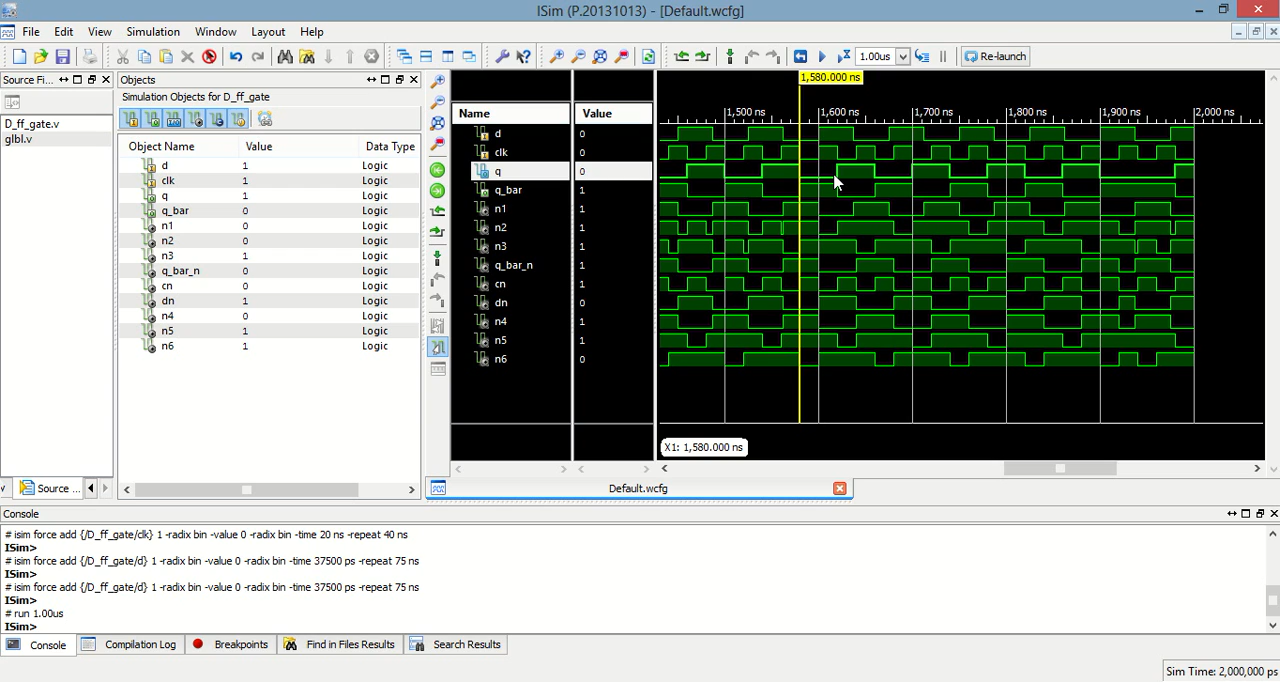 ISim (P.20131013) - [Default.wcfg]
File Edit View Simulation Window Layout Help
1.00us Re-launch
Source Fi...
D_ff_gate.v
glbl.v
Source ...
Objects
Simulation Objects for D_ff_gate
Object Name Value Data Type
d 1 Logic
clk 1 Logic
q 1 Logic
q_bar 0 Logic
n1 0 Logic
n2 0 Logic
n3 1 Logic
q_bar_n 0 Logic
cn 0 Logic
dn 1 Logic
n4 0 Logic
n5 1 Logic
n6 1 Logic
1,580.000 ns
1,500 ns 1,600 ns 1,700 ns 1,800 ns 1,900 ns 2,000 ns
Name Value
d 0
clk 0
q 0
q_bar 1
n1 1
n2 1
n3 1
q_bar_n 1
cn 1
dn 0
n4 1
n5 1
n6 0
X1: 1,580.000 ns
Default.wcfg
Console
# isim force add {/D_ff_gate/clk} 1 -radix bin -value 0 -radix bin -time 20 ns -repeat 40 ns
ISim>
# isim force add {/D_ff_gate/d} 1 -radix bin -value 0 -radix bin -time 37500 ps -repeat 75 ns
ISim>
# isim force add {/D_ff_gate/d} 1 -radix bin -value 0 -radix bin -time 37500 ps -repeat 75 ns
ISim>
# run 1.00us
ISim>
Console Compilation Log Breakpoints Find in Files Results Search Results
Sim Time: 2,000,000 ps